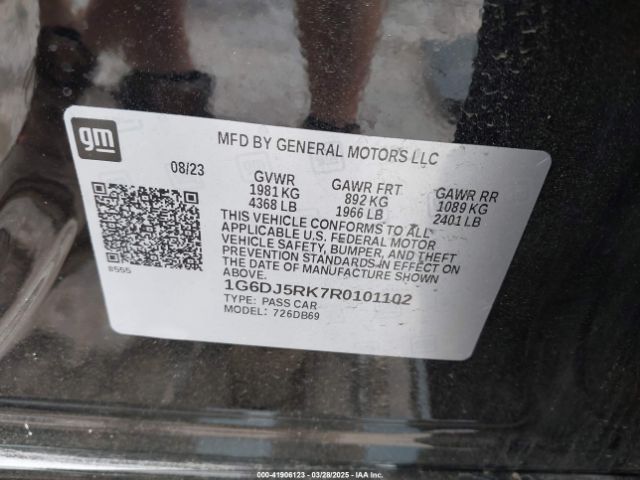 gm
MFD BY GENERAL MOTORS LLC
08/23
GVWR
1981 KG
4368 LB
GAWR FRT
892 KG
1966 LB
GAWR RR
1089 KG
2401 LB
THIS VEHICLE CONFORMS TO ALL
APPLICABLE U.S. FEDERAL MOTOR
VEHICLE SAFETY, BUMPER, AND THEFT
PREVENTION STANDARDS IN EFFECT ON
THE DATE OF MANUFACTURE SHOWN
ABOVE.
#555
1G6DJ5RK7R0101102
TYPE: PASS CAR
MODEL: 726DB69
000-41906123 — 03/28/2025 — IAA Inc.